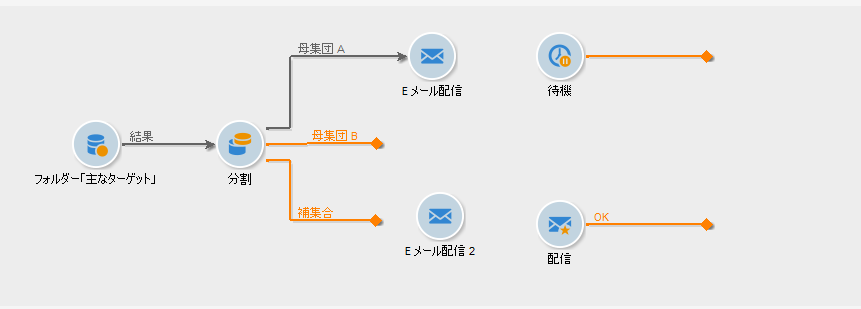 母集団 A
Eメール配信
待機
結果
母集団 B
フォルダー「主なターゲット」
分割
補集合
OK
Eメール配信 2
配信